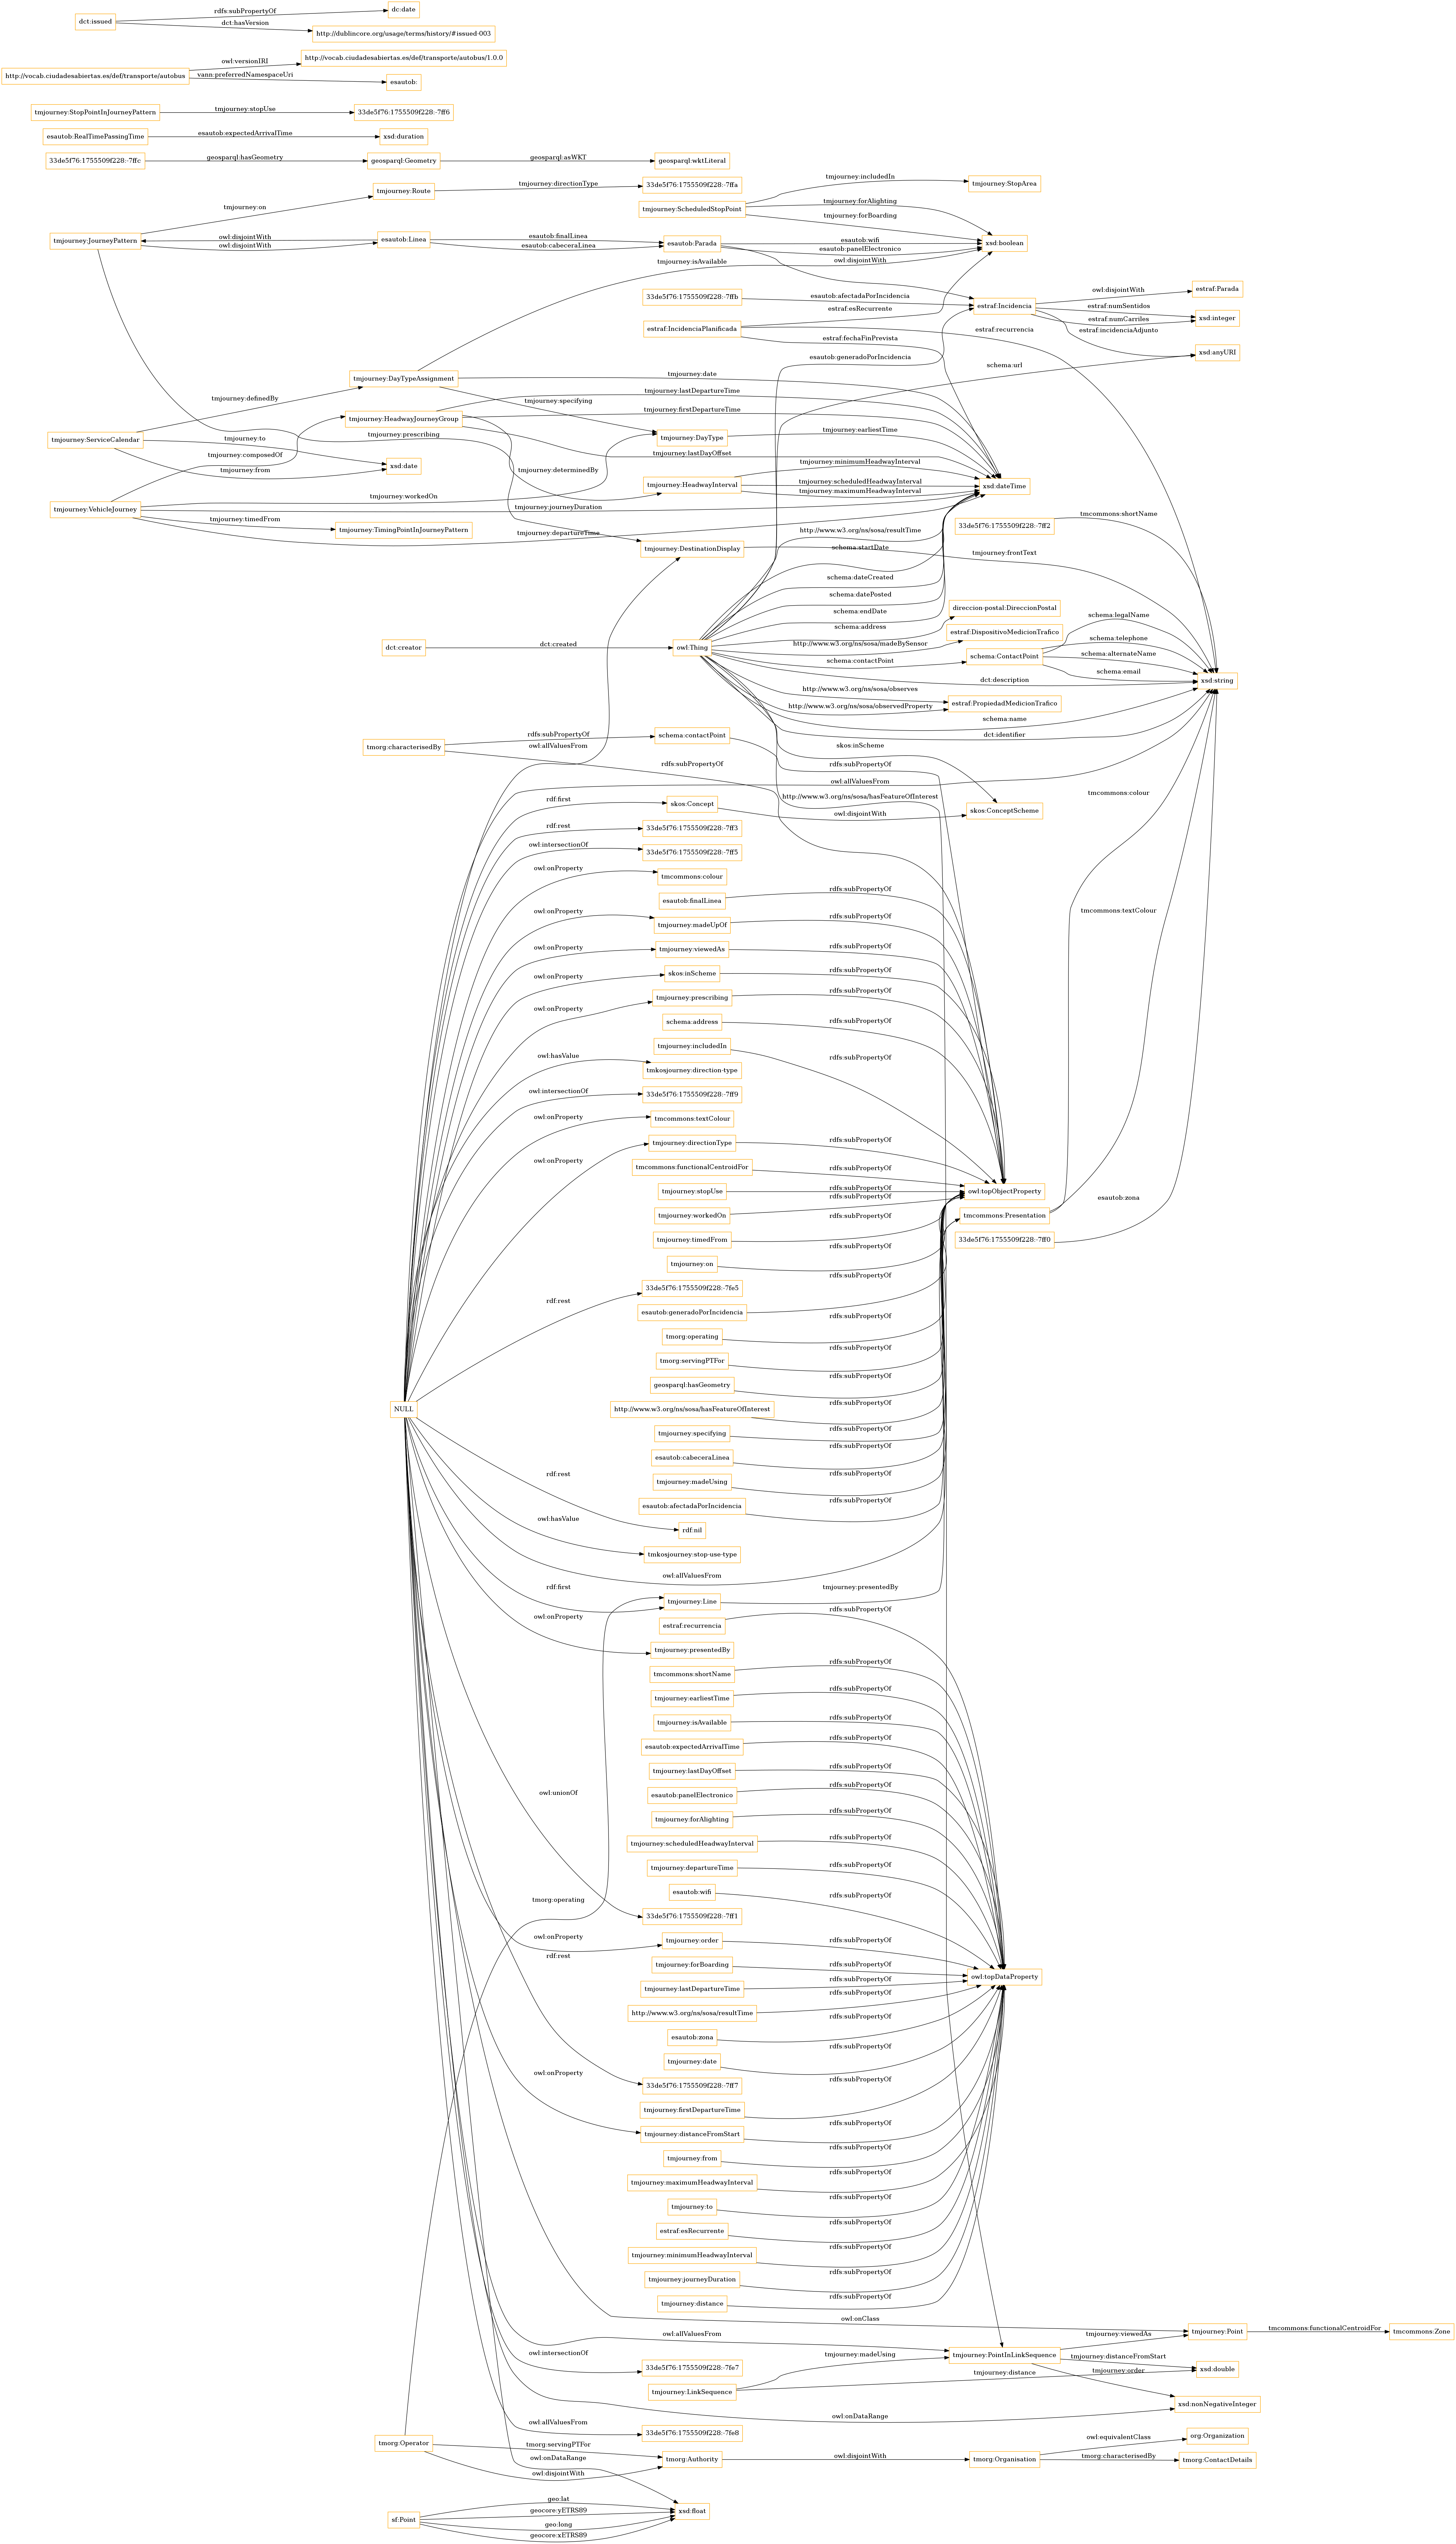 dct:issued
rdfs:subPropertyOf
dc:date
dct:hasVersion
http://dublincore.org/usage/terms/history/#issued-003
http://vocab.ciudadesabiertas.es/def/transporte/autobus
owl:versionIRI
http://vocab.ciudadesabiertas.es/def/transporte/autobus/1.0.0
vann:preferredNamespaceUri
esautob:
tmjourney:StopPointInJourneyPattern
tmjourney:stopUse
33de5f76:1755509f228:-7ff6
esautob:RealTimePassingTime
esautob:expectedArrivalTime
xsd:duration
33de5f76:1755509f228:-7ffc
geosparql:hasGeometry
geosparql:Geometry
geosparql:asWKT
geosparql:wktLiteral
tmjourney:Route
tmjourney:directionType
33de5f76:1755509f228:-7ffa
tmjourney:includedIn
tmjourney:StopArea
tmjourney:on
tmjourney:ScheduledStopPoint
tmjourney:forAlighting
tmjourney:forBoarding
tmjourney:JourneyPattern
owl:disjointWith
owl:disjointWith
esautob:Linea
esautob:finalLinea
esautob:cabeceraLinea
esautob:Parada
esautob:wifi
esautob:panelElectronico
xsd:boolean
tmjourney:isAvailable
owl:disjointWith
33de5f76:1755509f228:-7ffb
esautob:afectadaPorIncidencia
estraf:Incidencia
owl:disjointWith
estraf:Parada
estraf:numSentidos
estraf:numCarriles
xsd:integer
estraf:esRecurrente
estraf:IncidenciaPlanificada
estraf:recurrencia
estraf:incidenciaAdjunto
estraf:fechaFinPrevista
xsd:anyURI
esautob:generadoPorIncidencia
schema:url
tmjourney:DayTypeAssignment
tmjourney:date
tmjourney:definedBy
tmjourney:specifying
tmjourney:lastDepartureTime
tmjourney:HeadwayJourneyGroup
tmjourney:firstDepartureTime
tmjourney:ServiceCalendar
tmjourney:to
tmjourney:from
tmjourney:prescribing
tmjourney:DayType
tmjourney:earliestTime
tmjourney:composedOf
xsd:date
tmjourney:lastDayOffset
tmjourney:determinedBy
tmjourney:minimumHeadwayInterval
tmjourney:HeadwayInterval
tmjourney:scheduledHeadwayInterval
tmjourney:maximumHeadwayInterval
xsd:dateTime
tmjourney:workedOn
tmjourney:VehicleJourney
tmjourney:journeyDuration
tmjourney:timedFrom
tmjourney:TimingPointInJourneyPattern
tmjourney:departureTime
33de5f76:1755509f228:-7ff2
tmcommons:shortName
http://www.w3.org/ns/sosa/resultTime
tmjourney:DestinationDisplay
schema:startDate
tmjourney:frontText
schema:dateCreated
schema:datePosted
schema:endDate
direccion-postal:DireccionPostal
schema:address
http://www.w3.org/ns/sosa/madeBySensor
estraf:DispositivoMedicionTrafico
schema:legalName
schema:telephone
dct:creator
dct:created
owl:Thing
schema:contactPoint
schema:ContactPoint
schema:alternateName
schema:email
dct:description
xsd:string
http://www.w3.org/ns/sosa/observes
http://www.w3.org/ns/sosa/observedProperty
estraf:PropiedadMedicionTrafico
schema:name
dct:identifier
tmorg:characterisedBy
rdfs:subPropertyOf
schema:contactPoint
owl:allValuesFrom
rdfs:subPropertyOf
skos:inScheme
rdfs:subPropertyOf
owl:allValuesFrom
http://www.w3.org/ns/sosa/hasFeatureOfInterest
tmcommons:colour
rdf:first
skos:Concept
owl:disjointWith
skos:ConceptScheme
rdf:rest
33de5f76:1755509f228:-7ff3
owl:intersectionOf
33de5f76:1755509f228:-7ff5
owl:onProperty
tmcommons:colour
esautob:finalLinea
rdfs:subPropertyOf
tmcommons:textColour
owl:onProperty
tmjourney:madeUpOf
rdfs:subPropertyOf
owl:onProperty
tmjourney:viewedAs
rdfs:subPropertyOf
owl:onProperty
skos:inScheme
rdfs:subPropertyOf
owl:onProperty
tmjourney:prescribing
rdfs:subPropertyOf
schema:address
rdfs:subPropertyOf
tmjourney:includedIn
rdfs:subPropertyOf
owl:hasValue
tmkosjourney:direction-type
owl:intersectionOf
33de5f76:1755509f228:-7ff9
owl:onProperty
tmcommons:textColour
owl:onProperty
tmjourney:directionType
rdfs:subPropertyOf
tmcommons:functionalCentroidFor
rdfs:subPropertyOf
tmjourney:stopUse
rdfs:subPropertyOf
owl:topObjectProperty
esautob:zona
tmjourney:workedOn
rdfs:subPropertyOf
tmcommons:Presentation
tmjourney:timedFrom
rdfs:subPropertyOf
33de5f76:1755509f228:-7ff0
tmjourney:on
rdfs:subPropertyOf
rdf:rest
33de5f76:1755509f228:-7fe5
esautob:generadoPorIncidencia
rdfs:subPropertyOf
tmorg:operating
rdfs:subPropertyOf
tmorg:servingPTFor
rdfs:subPropertyOf
geosparql:hasGeometry
rdfs:subPropertyOf
NULL
http://www.w3.org/ns/sosa/hasFeatureOfInterest
rdfs:subPropertyOf
tmjourney:specifying
rdfs:subPropertyOf
esautob:cabeceraLinea
rdfs:subPropertyOf
tmjourney:madeUsing
rdfs:subPropertyOf
esautob:afectadaPorIncidencia
rdfs:subPropertyOf
rdf:rest
rdf:nil
owl:hasValue
tmkosjourney:stop-use-type
owl:allValuesFrom
rdf:first
tmjourney:Line
tmjourney:presentedBy
estraf:recurrencia
rdfs:subPropertyOf
owl:onProperty
tmjourney:presentedBy
tmcommons:shortName
rdfs:subPropertyOf
tmjourney:earliestTime
rdfs:subPropertyOf
tmjourney:isAvailable
rdfs:subPropertyOf
esautob:expectedArrivalTime
rdfs:subPropertyOf
tmjourney:lastDayOffset
rdfs:subPropertyOf
owl:unionOf
esautob:panelElectronico
rdfs:subPropertyOf
tmjourney:forAlighting
rdfs:subPropertyOf
tmjourney:scheduledHeadwayInterval
rdfs:subPropertyOf
tmjourney:departureTime
rdfs:subPropertyOf
tmorg:operating
esautob:wifi
rdfs:subPropertyOf
33de5f76:1755509f228:-7ff1
owl:onProperty
tmjourney:order
rdfs:subPropertyOf
rdf:rest
tmjourney:forBoarding
rdfs:subPropertyOf
owl:topDataProperty
tmjourney:lastDepartureTime
rdfs:subPropertyOf
http://www.w3.org/ns/sosa/resultTime
rdfs:subPropertyOf
esautob:zona
rdfs:subPropertyOf
tmjourney:date
rdfs:subPropertyOf
owl:onProperty
33de5f76:1755509f228:-7ff7
tmjourney:firstDepartureTime
rdfs:subPropertyOf
tmjourney:distanceFromStart
rdfs:subPropertyOf
tmjourney:from
rdfs:subPropertyOf
tmjourney:maximumHeadwayInterval
rdfs:subPropertyOf
tmjourney:to
rdfs:subPropertyOf
estraf:esRecurrente
rdfs:subPropertyOf
tmjourney:minimumHeadwayInterval
rdfs:subPropertyOf
tmjourney:journeyDuration
rdfs:subPropertyOf
tmjourney:distance
rdfs:subPropertyOf
owl:onClass
tmjourney:Point
tmcommons:functionalCentroidFor
tmcommons:Zone
owl:allValuesFrom
tmjourney:viewedAs
tmjourney:PointInLinkSequence
tmjourney:distanceFromStart
owl:intersectionOf
33de5f76:1755509f228:-7fe7
tmjourney:madeUsing
tmjourney:distance
tmjourney:order
xsd:double
tmjourney:LinkSequence
xsd:nonNegativeInteger
owl:onDataRange
owl:allValuesFrom
33de5f76:1755509f228:-7fe8
tmorg:Operator
tmorg:servingPTFor
owl:disjointWith
tmorg:Authority
owl:disjointWith
tmorg:Organisation
owl:equivalentClass
org:Organization
tmorg:characterisedBy
tmorg:ContactDetails
owl:onDataRange
sf:Point
geo:lat
geocore:yETRS89
geo:long
geocore:xETRS89
xsd:float